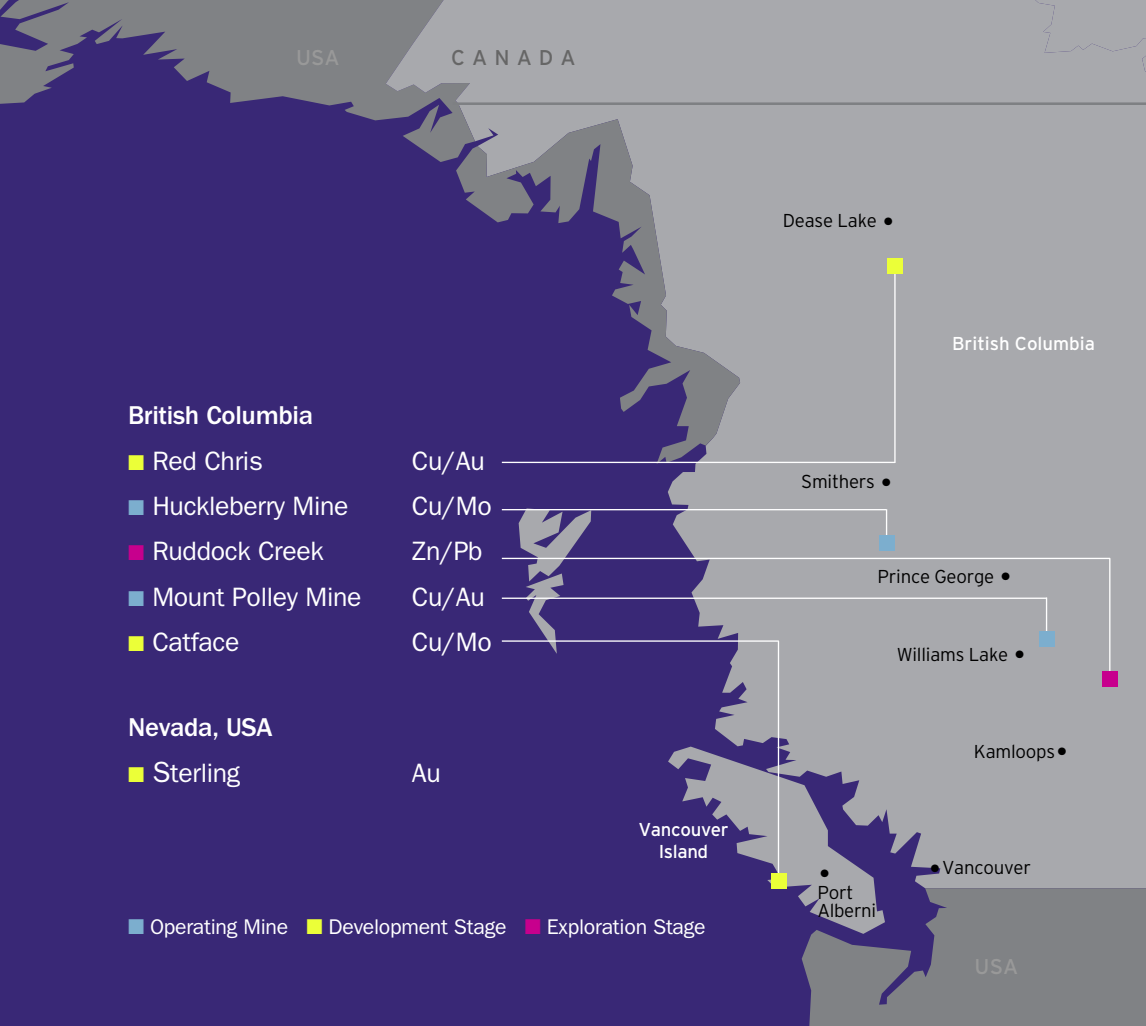 USA
CANADA
Dease Lake
British Columbia
British Columbia
Red Chris Cu/Au
Smithers
Huckleberry Mine Cu/Mo
Ruddock Creek Zn/Pb
Prince George
Mount Polley Mine Cu/Au
Catface Cu/Mo
Williams Lake
Nevada, USA
Kamloops
Sterling Au
Vancouver
Island
Vancouver
Port
Alberni
Operating Mine Development Stage Exploration Stage
USA